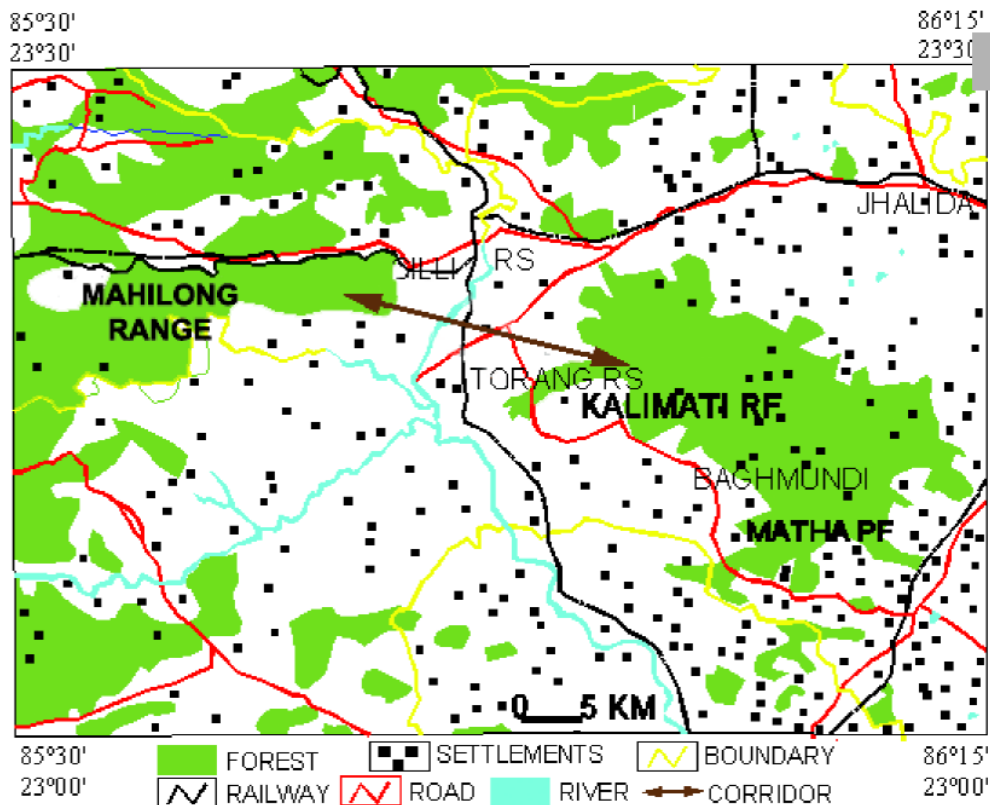 85°30' 86°15'
23°30' 23°30'
JHALIDA
SILLI RS
MAHILONG
RANGE
TORANG RS
KALIMATI RF
BAGHMUNDI
MATHA PF
0 5 KM
85°30' FOREST SETTLEMENTS BOUNDARY 86°15'
23°00' RAILWAY ROAD RIVER CORRIDOR 23°00'